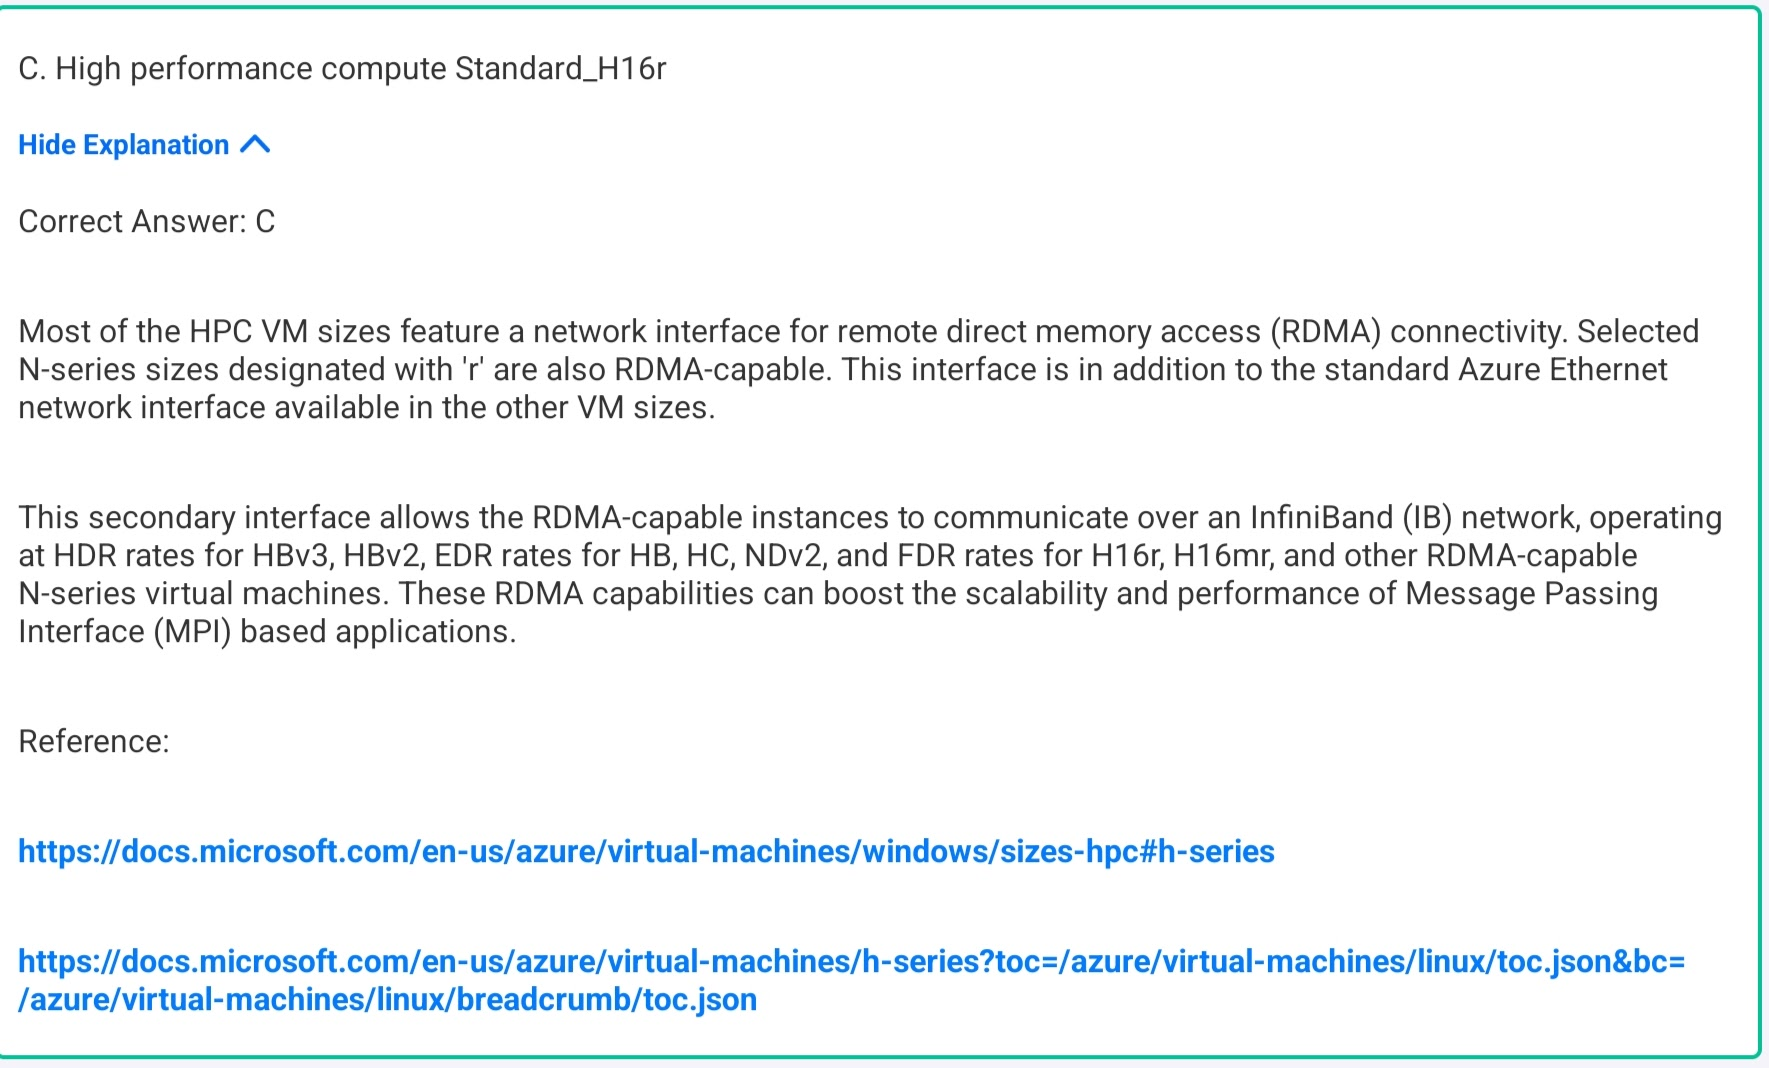 C. High performance compute Standard_H16r
Hide Explanation
Correct Answer: C
Most of the HPC VM sizes feature a network interface for remote direct memory access (RDMA) connectivity. Selected
N-series sizes designated with 'r' are also RDMA-capable. This interface is in addition to the standard Azure Ethernet
network interface available in the other VM sizes.
This secondary interface allows the RDMA-capable instances to communicate over an InfiniBand (IB) network, operating
at HDR rates for HBv3, HBv2, EDR rates for HB, HC, NDv2, and FDR rates for H16r, H16mr, and other RDMA-capable
N-series virtual machines. These RDMA capabilities can boost the scalability and performance of Message Passing
Interface (MPI) based applications.
Reference:
https://docs.microsoft.com/en-us/azure/virtual-machines/windows/sizes-hpc#h-series
https://docs.microsoft.com/en-us/azure/virtual-machines/h-series?toc=/azure/virtual-machines/linux/toc.json&bc=
/azure/virtual-machines/linux/breadcrumb/toc.json